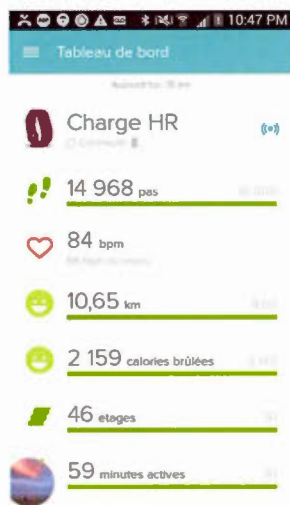 10:47 PM
Tableau de bord
Charge HR
14 968 pas
84 bpm
10,65 km
2 159 calories brûlées
46 etages
59 minutes actives